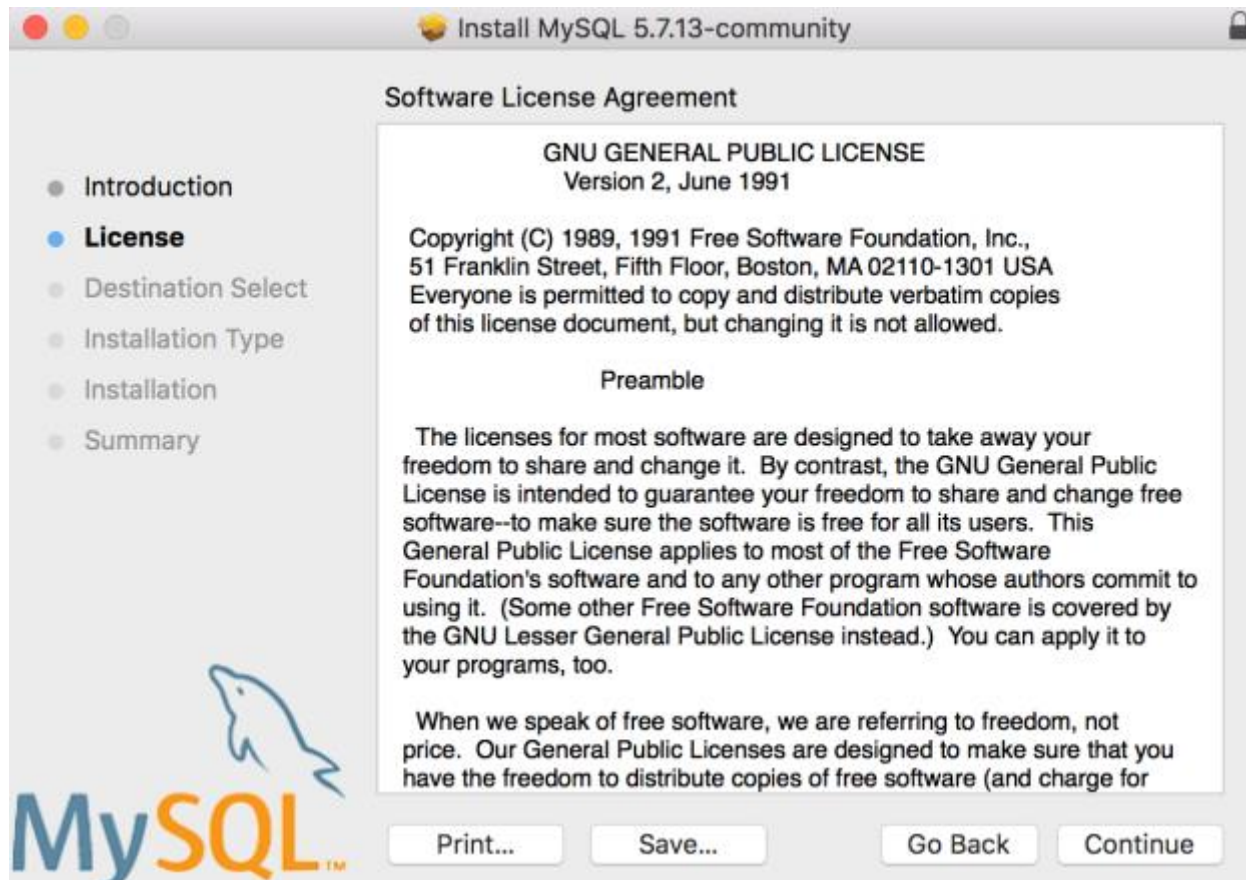 Install MySQL 5.7.13-community
Software License Agreement
Introduction
License
Destination Select
Installation Type
Installation
Summary
GNU GENERAL PUBLIC LICENSE
Version 2, June 1991
Copyright (C) 1989, 1991 Free Software Foundation, Inc.,
51 Franklin Street, Fifth Floor, Boston, MA 02110-1301 USA
Everyone is permitted to copy and distribute verbatim copies
of this license document, but changing it is not allowed.
Preamble
The licenses for most software are designed to take away your
freedom to share and change it.  By contrast, the GNU General Public
License is intended to guarantee your freedom to share and change free
software--to make sure the software is free for all its users.  This
General Public License applies to most of the Free Software
Foundation's software and to any other program whose authors commit to
using it.  (Some other Free Software Foundation software is covered by
the GNU Lesser General Public License instead.)  You can apply it to
your programs, too.
When we speak of free software, we are referring to freedom, not
price.  Our General Public Licenses are designed to make sure that you
have the freedom to distribute copies of free software (and charge for
MySQL TM
Print...
Save...
Go Back
Continue